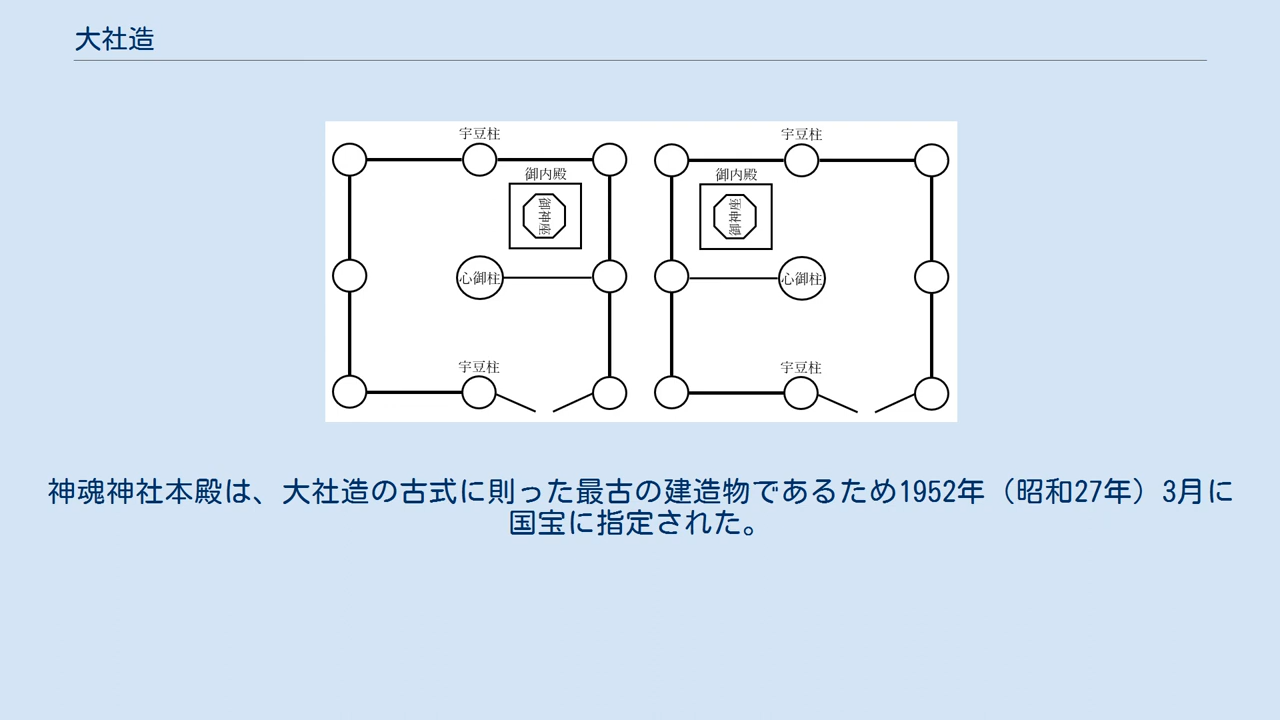 大社造
宇豆柱
宇豆柱
御内殿
御内殿
御神座
御神座
心御柱
心御柱
宇豆柱
宇豆柱
神魂神社本殿は、大社造の古式に則った最古の建造物であるため1952年（昭和27年）3月に
国宝に指定された。